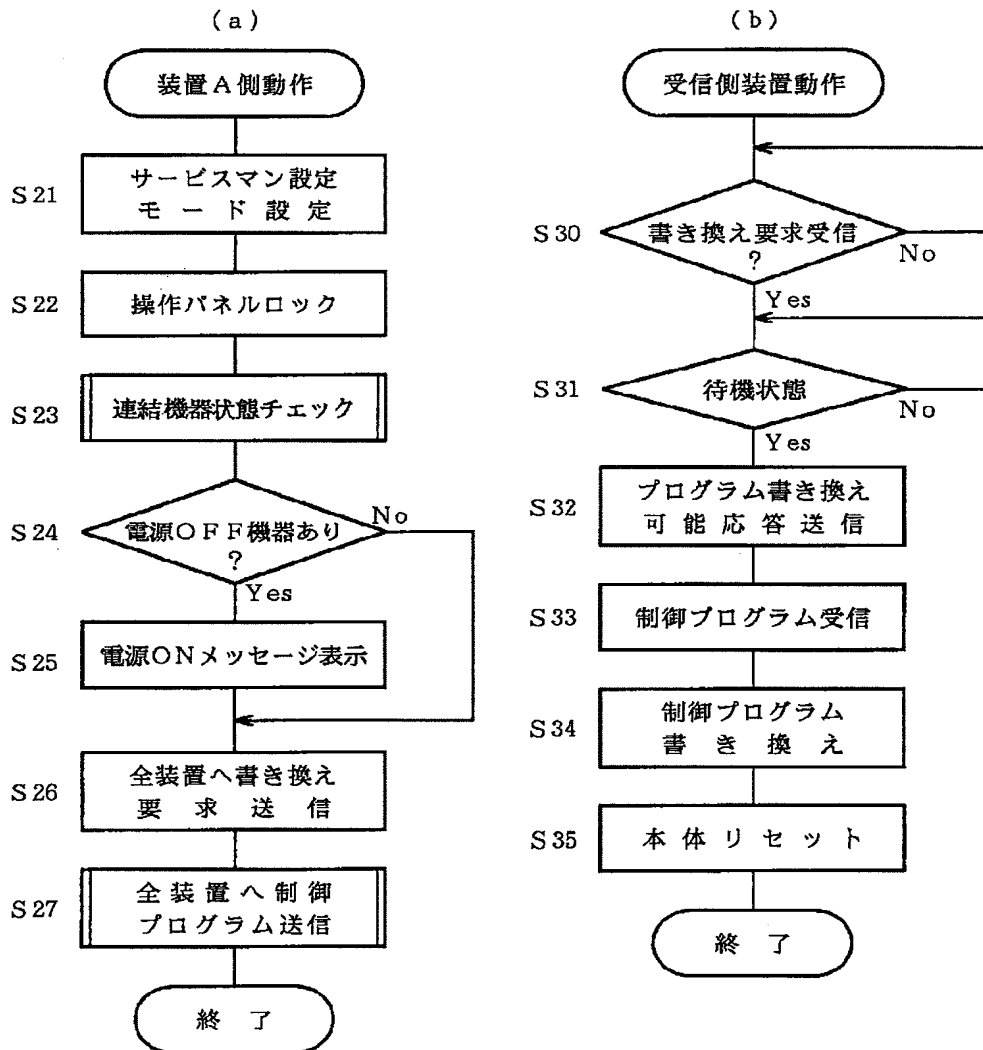 (a)
装置A側動作
S21
サービスマン設定
モード設定
S22
操作パネルロック
S23
連結機器状態チェック
S24
電源OFF機器あり
?
No
Yes
S25
電源ONメッセージ表示
S26
全装置へ書き換え
要求送信
S27
全装置へ制御
プログラム送信
終了
(b)
受信側装置動作
S30
書き換え要求受信
?
No
Yes
S31
待機状態
No
Yes
S32
プログラム書き換え
可能応答送信
S33
制御プログラム受信
S34
制御プログラム
書き換え
S35
本体リセット
終了